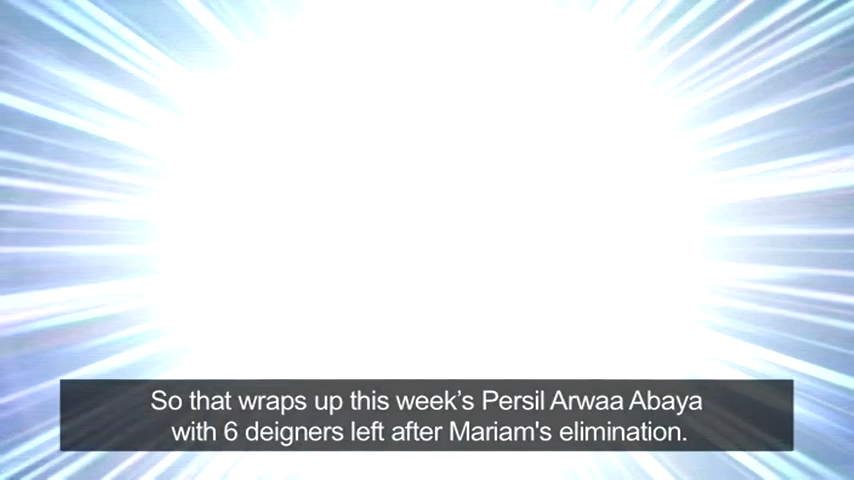 So that wraps up this week’s Persil Arwaa Abaya
with 6 deigners left after Mariam's elimination.